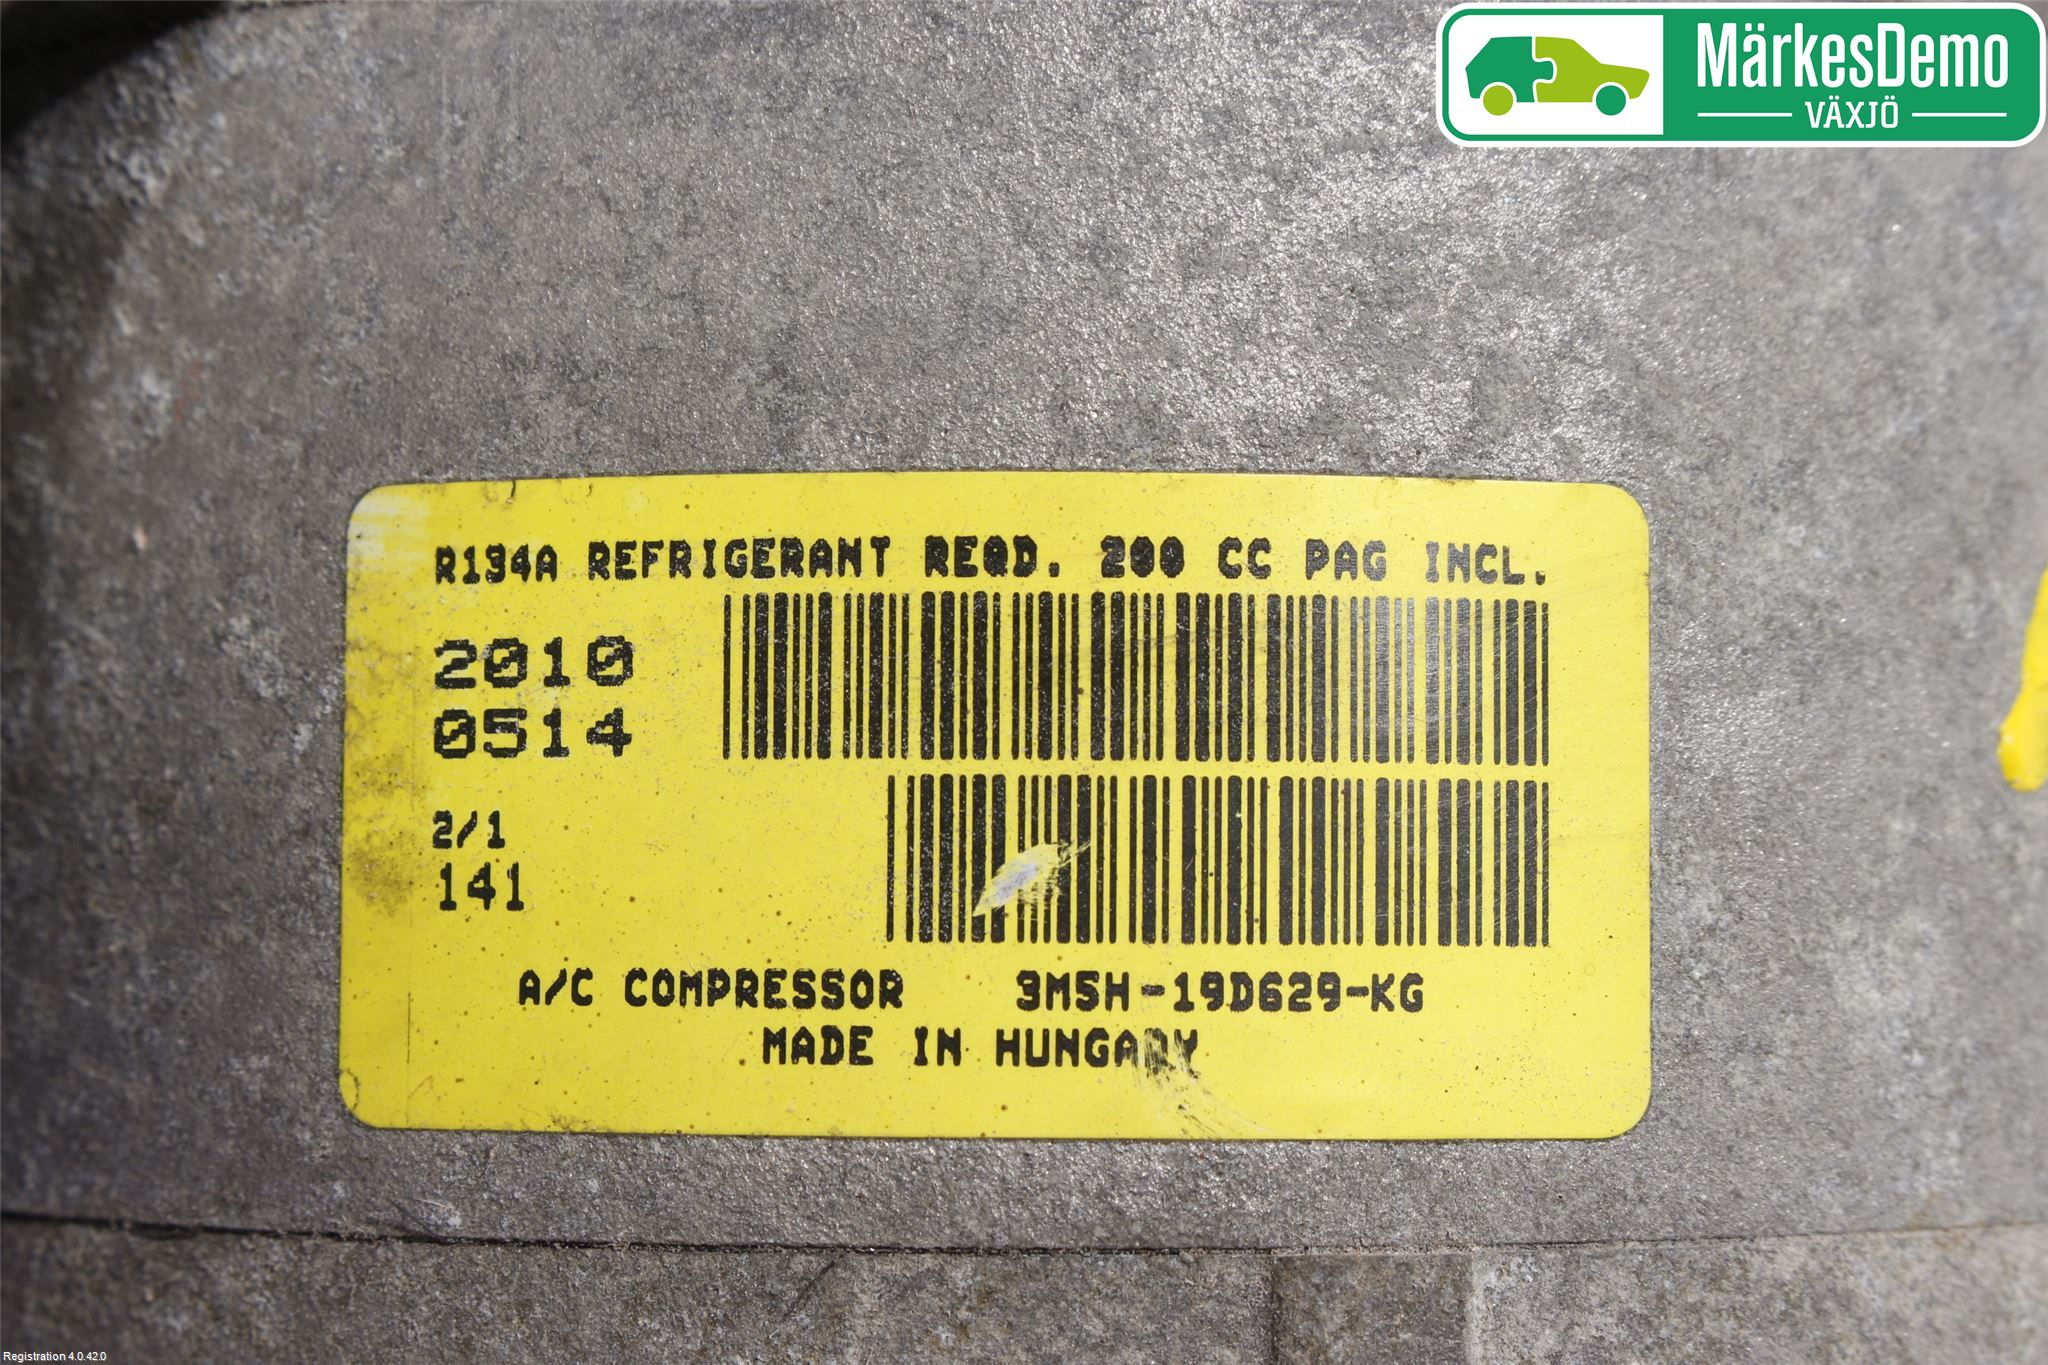 MärkesDemo
VÄXJÖ
R134A REFRIGERANT REQD. 200 CC PAG INCL.
2010
0514
2/1
141
A/C COMPRESSOR 3M5H-19D629-KG
MADE IN HUNGARY
Registration 4.0.42.0